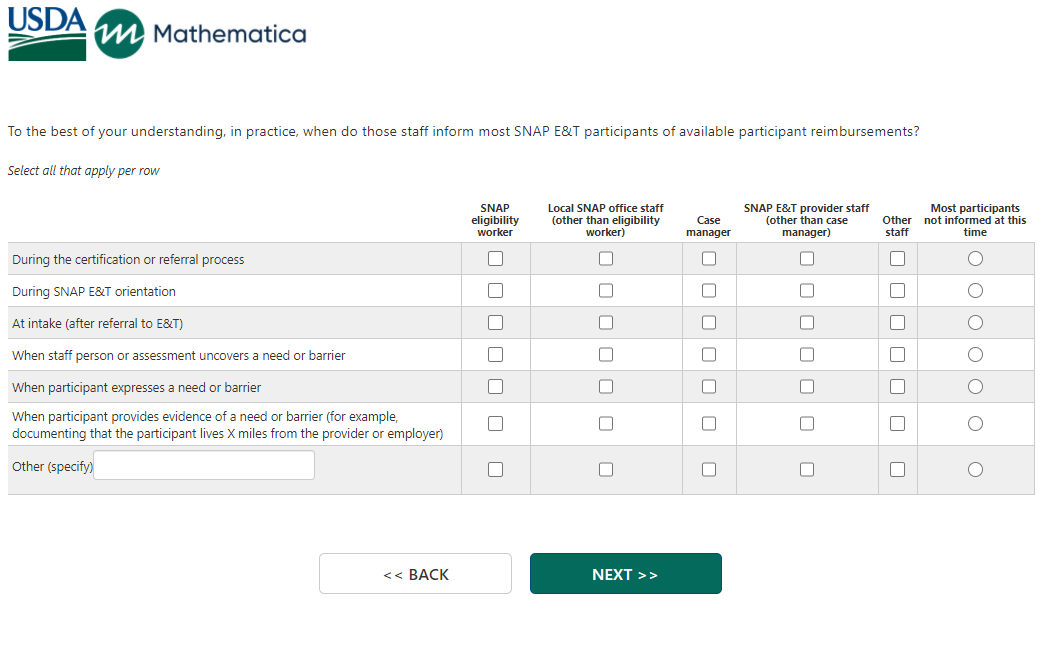 USDA
m Mathematica
To the best of your understanding, in practice, when do those staff inform most SNAP E&T participants of available participant reimbursements?
Select all that apply per row
SNAP eligibility worker
Local SNAP office staff (other than eligibility worker)
Case manager
SNAP E&T provider staff (other than case manager)
Other staff
Most participants not informed at this time
During the certification or referral process
During SNAP E&T orientation
At intake (after referral to E&T)
When staff person or assessment uncovers a need or barrier
When participant expresses a need or barrier
When participant provides evidence of a need or barrier (for example,
documenting that the participant lives X miles from the provider or employer)
Other (specify)
<< BACK
NEXT >>